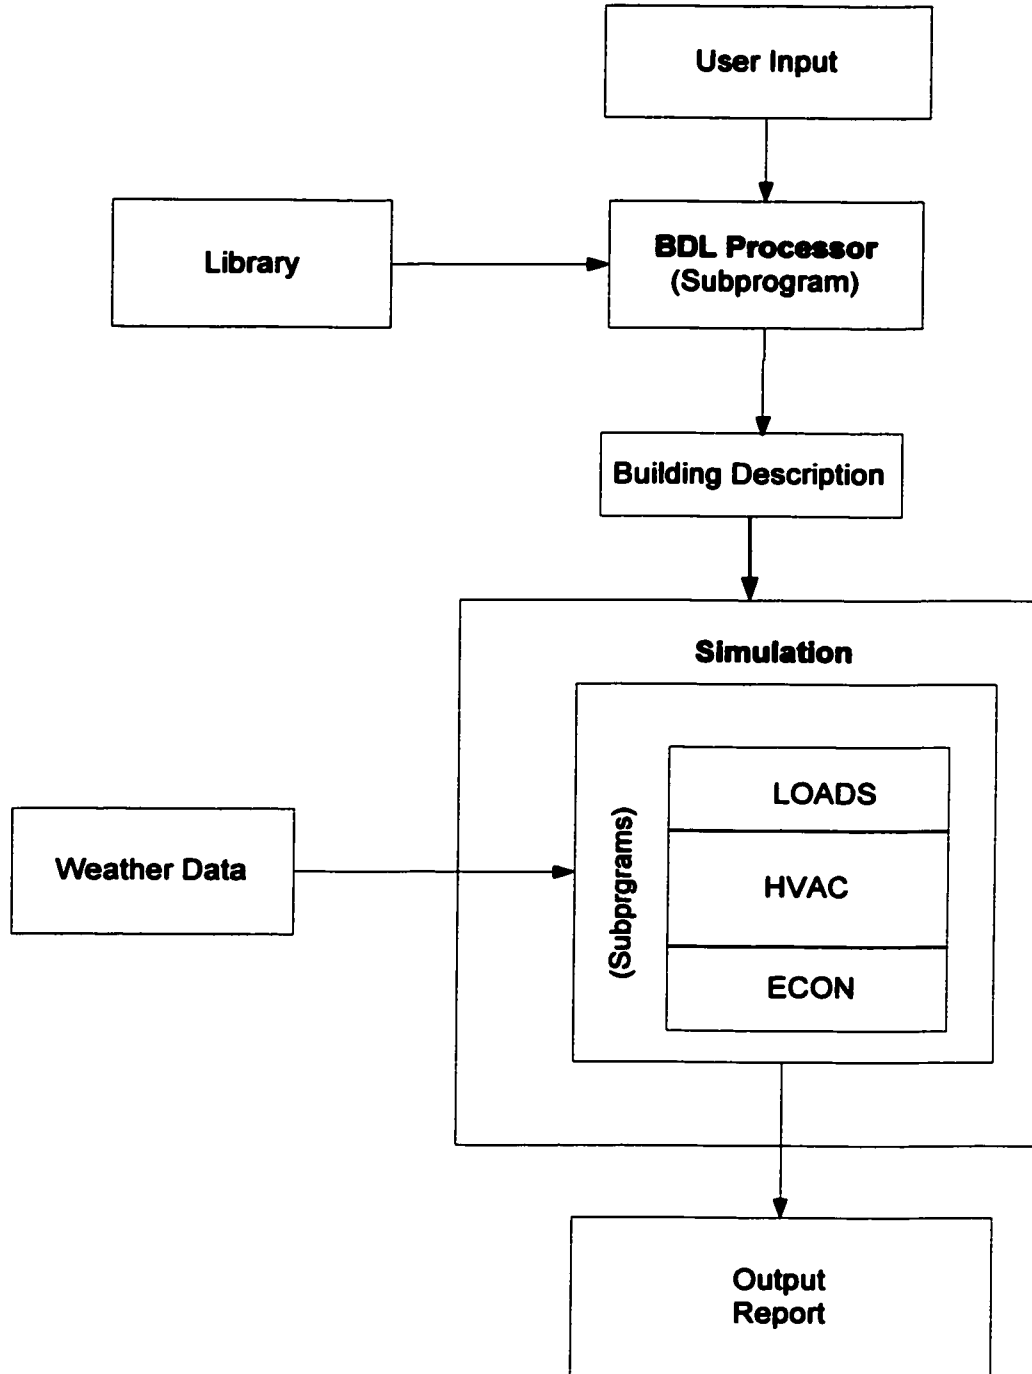 User Input
Library
BDL Processor
(Subprogram)
Building Description
Simulation
LOADS
Weather Data
(Subprgrams)
HVAC
ECON
Output
Report